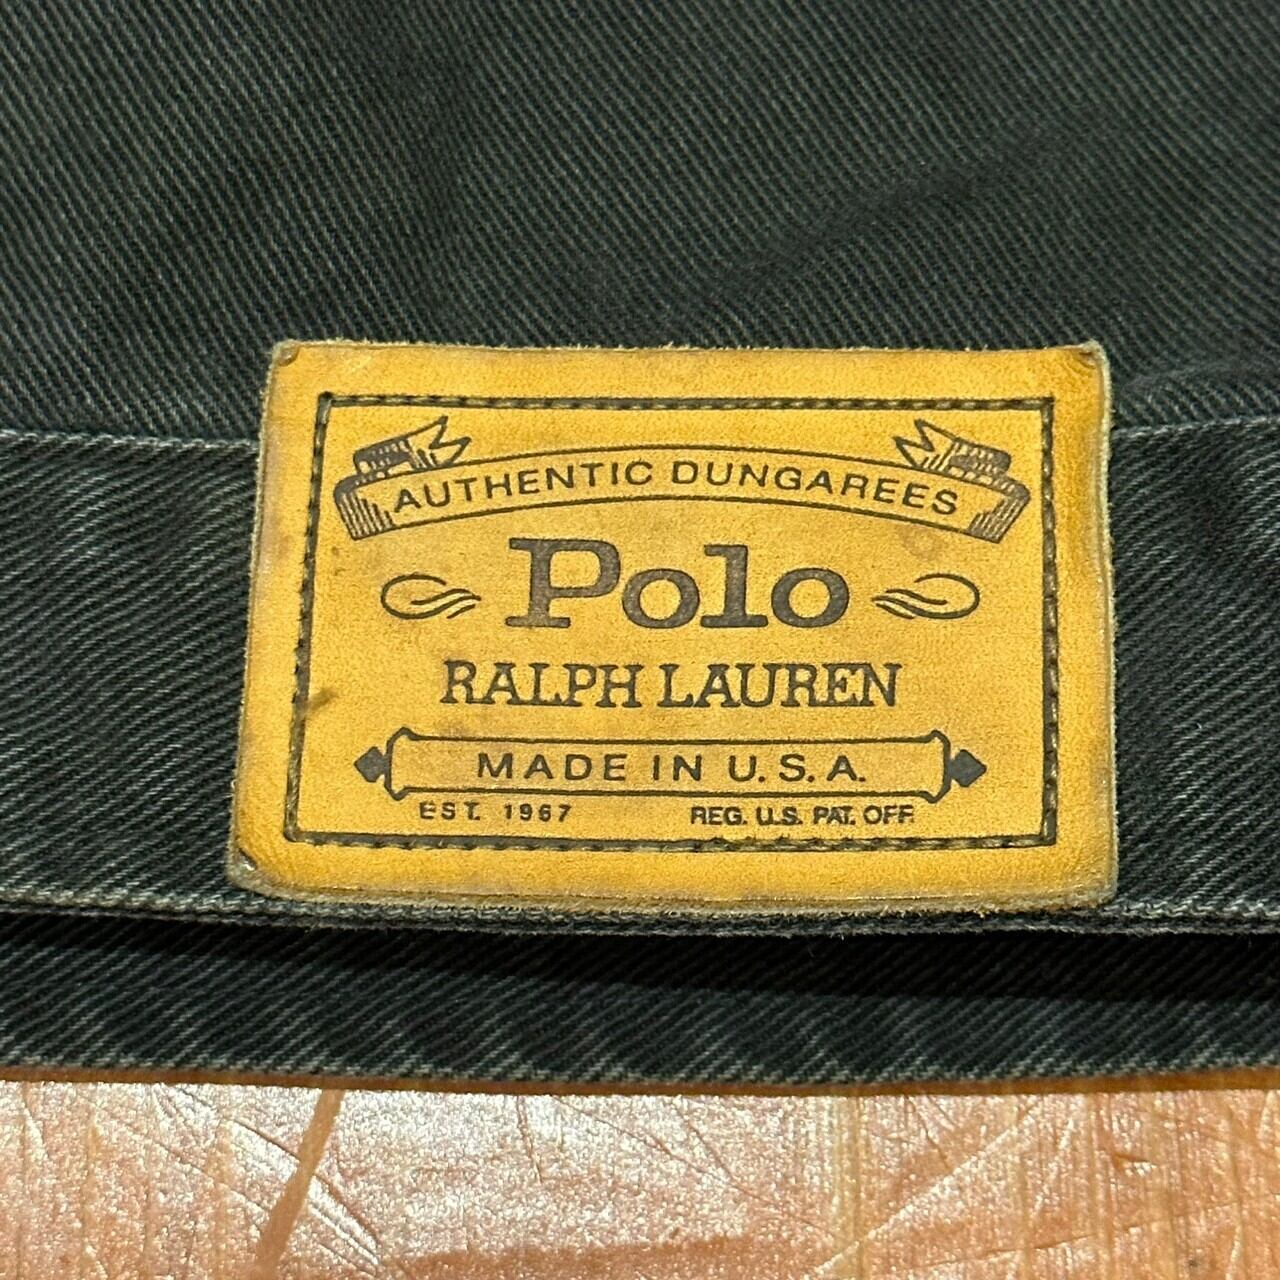 AUTHENTIC DUNGAREES
Polo
RALPH LAUREN
MADE IN U.S.A.
EST. 1967 REG. U.S. PAT. OFF.